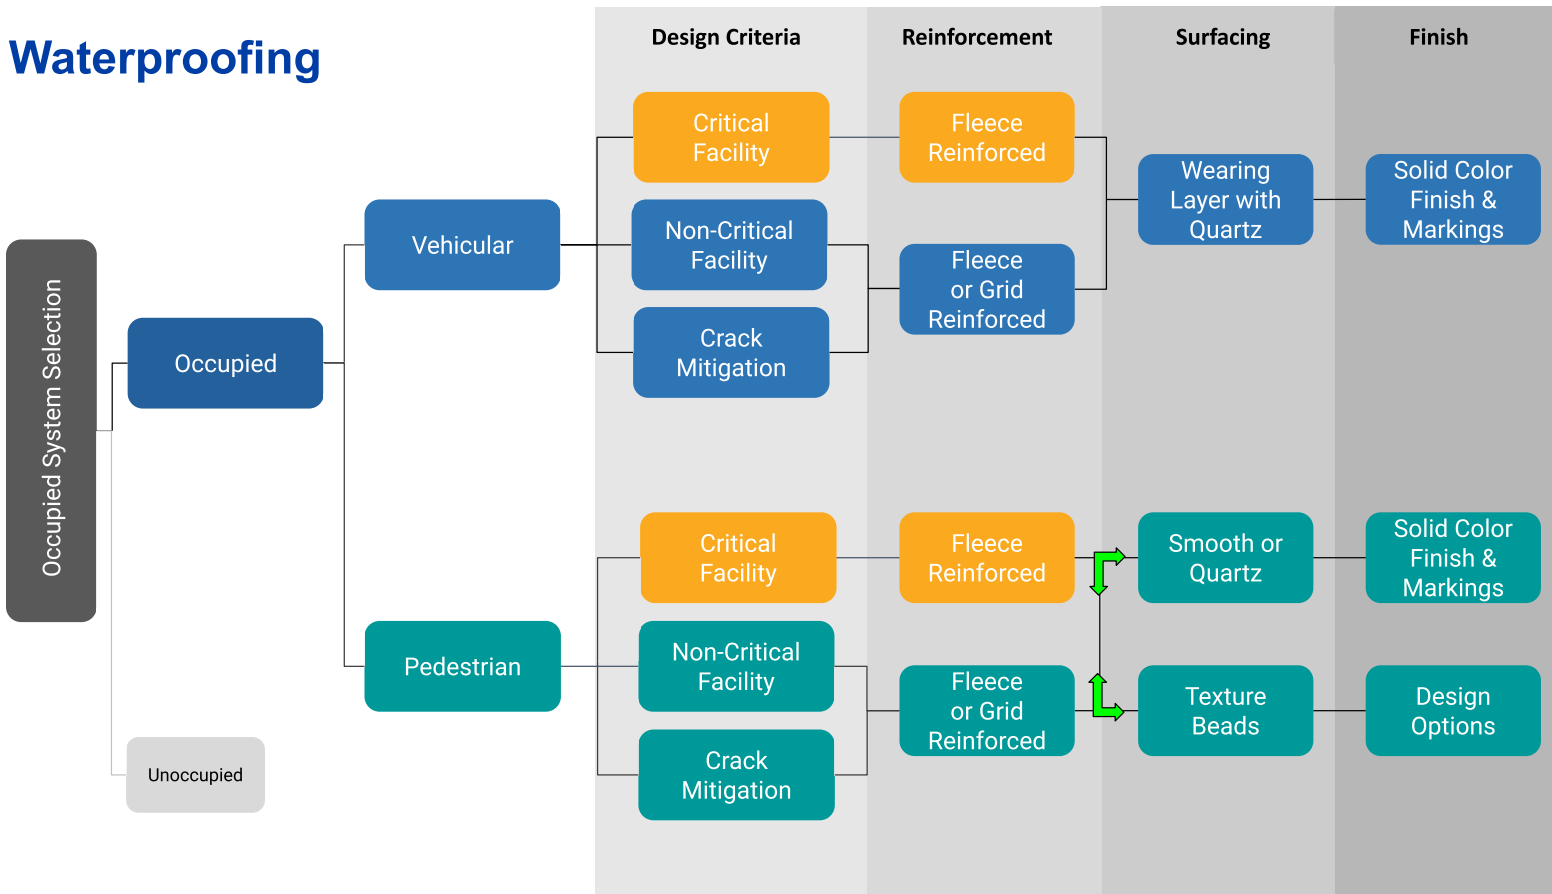 Waterproofing
Design Criteria
Reinforcement
Surfacing
Finish
Occupied System Selection
Occupied
Unoccupied
Vehicular
Critical
Facility
Fleece
Reinforced
Non-Critical
Facility
Crack
Mitigation
Fleece
or Grid
Reinforced
Wearing
Layer with
Quartz
Solid Color
Finish &
Markings
Pedestrian
Critical
Facility
Fleece
Reinforced
Non-Critical
Facility
Crack
Mitigation
Fleece
or Grid
Reinforced
Smooth or
Quartz
Solid Color
Finish &
Markings
Texture
Beads
Design
Options